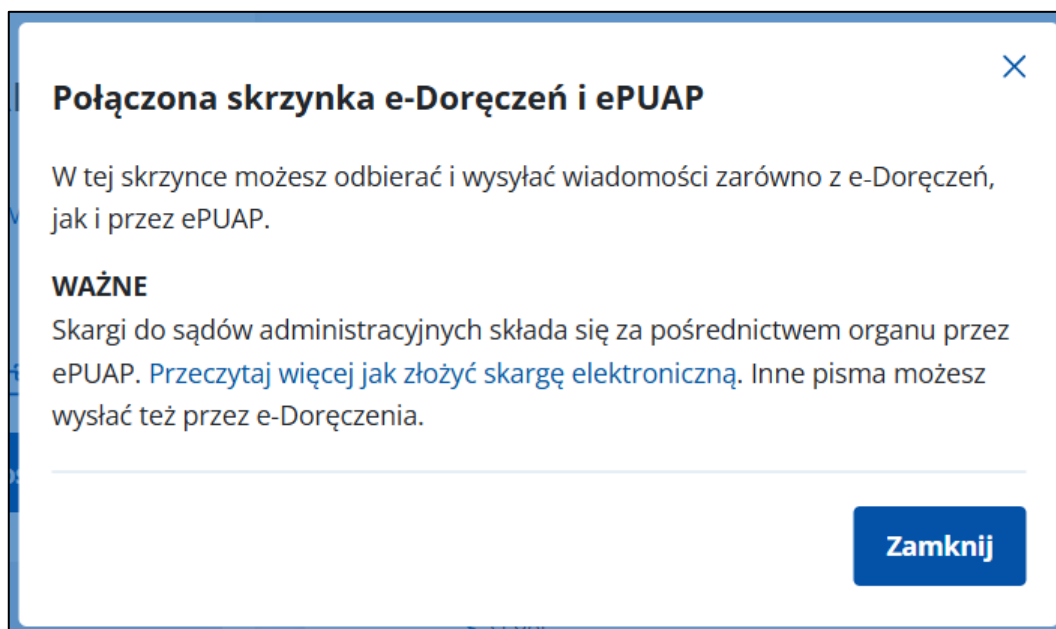 Połączona skrzynka e-Doręczeń i ePUAP
W tej skrzynce możesz odbierać i wysyłać wiadomości zarówno z e-Doręczeń,
jak i przez ePUAP.
WAŻNE
Skargi do sądów administracyjnych składa się za pośrednictwem organu przez
ePUAP. Przeczytaj więcej jak złożyć skargę elektroniczną. Inne pisma możesz
wysłać też przez e-Doręczenia.
Zamknij